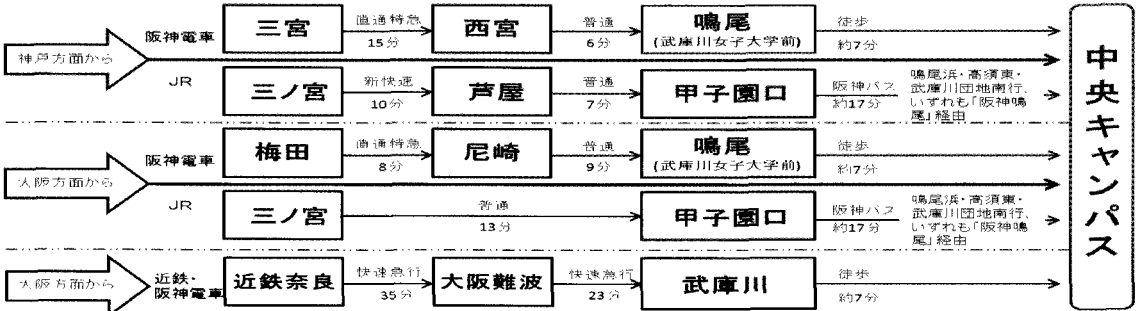 神戸方面から
阪神電車
三宮
直通特急
15分
西宮
普通
6分
鳴尾
(武庫川女子大学前)
徒歩
約7分
JR
三ノ宮
新快速
10分
芦屋
普通
7分
甲子園口
阪神バス
約17分
鳴尾浜・高須東・
武庫川団地南行、
いずれも「阪神鳴
尾」経由
大阪方面から
阪神電車
梅田
直通特急
8分
尼崎
普通
9分
鳴尾
(武庫川女子大学前)
徒歩
約7分
JR
三ノ宮
普通
13分
甲子園口
阪神バス
約17分
鳴尾浜・高須東・
武庫川団地南行、
いずれも「阪神鳴
尾」経由
大阪方面から
近鉄・
阪神電車
近鉄奈良
快速急行
35分
大阪難波
快速急行
23分
武庫川
徒歩
約7分
中央キャンパス